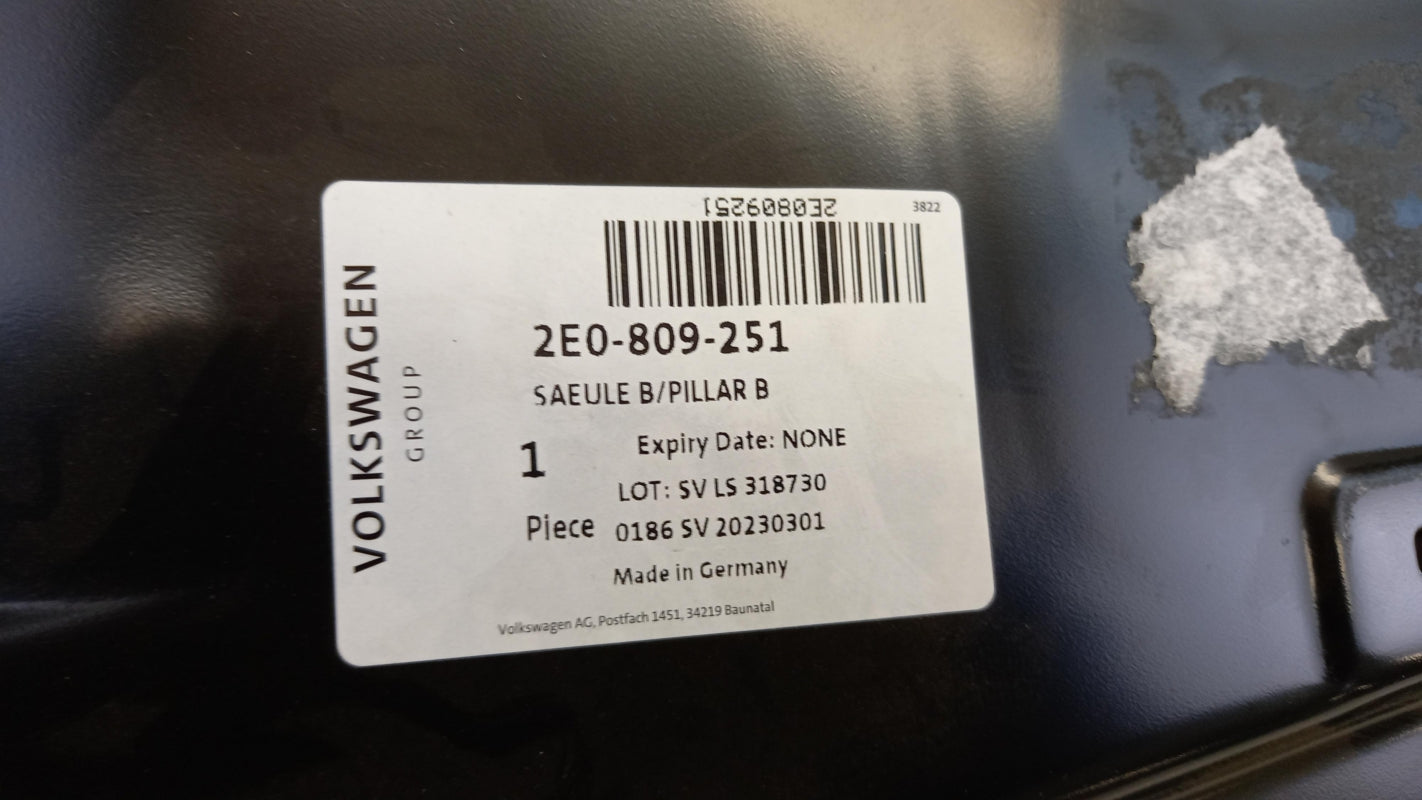 VOLKSWAGEN
GROUP
2E0809251
3822
2E0-809-251
SAEULE B/PILLAR B
1
Piece
Expiry Date: NONE
LOT: SV LS 318730
0186 SV 20230301
Made in Germany
Volkswagen AG, Postfach 1451, 34219 Baunatal